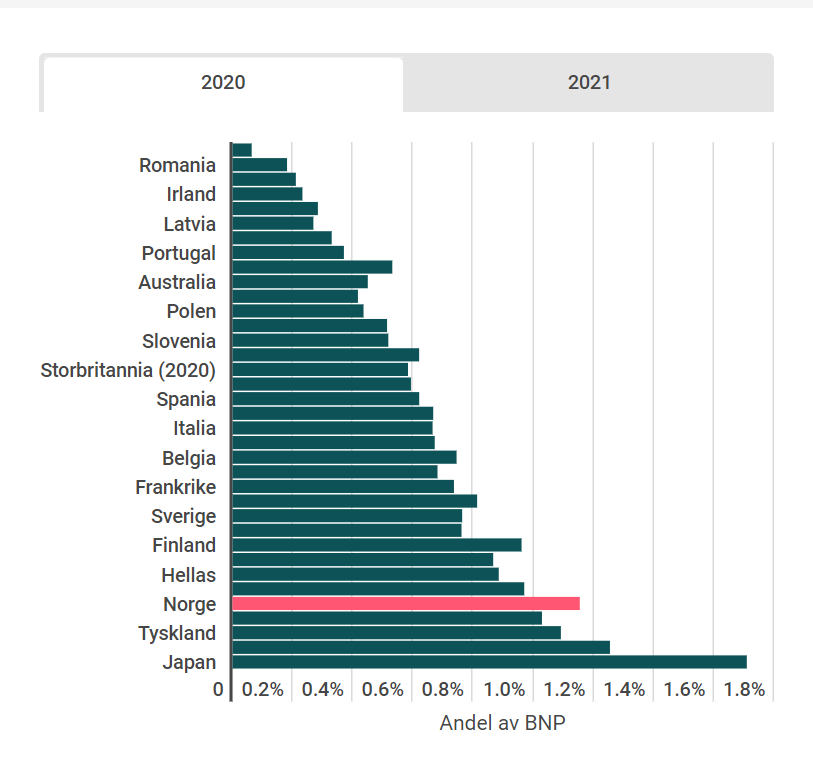 2020
2021
Romania
Irland
Latvia
Portugal
Australia
Polen
Slovenia
Storbritannia (2020)
Spania
Italia
Belgia
Frankrike
Sverige
Finland
Hellas
Norge
Tyskland
Japan
0 0.2% 0.4% 0.6% 0.8% 1.0% 1.2% 1.4% 1.6% 1.8%
Andel av BNP